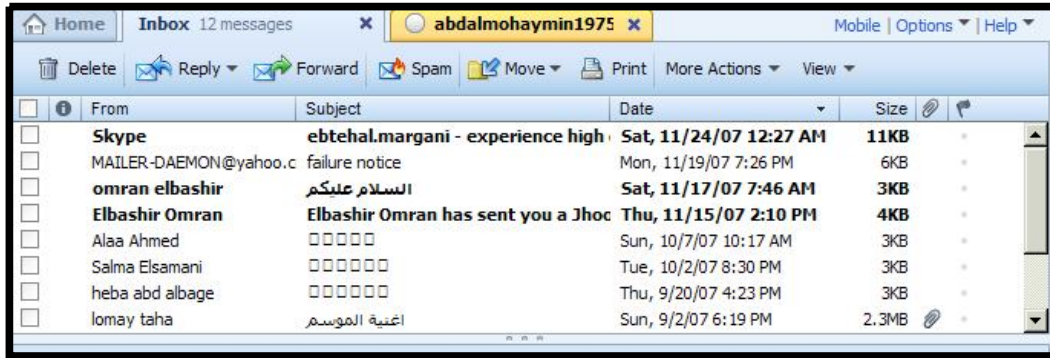 Home Inbox 12 messages abdalmohaymin1975 Mobile | Options | Help
Delete Reply Forward Spam Move Print More Actions View
From Subject Date Size
Skype ebtehal.margani - experience high Sat, 11/24/07 12:27 AM 11KB
MAILER-DAEMON@yahoo.c failure notice Mon, 11/19/07 7:26 PM 6KB
omran elbashir السلام عليكم Sat, 11/17/07 7:46 AM 3KB
Elbashir Omran Elbashir Omran has sent you a Jhoo Thu, 11/15/07 2:10 PM 4KB
Alaa Ahmed □□□□□ Sun, 10/7/07 10:17 AM 3KB
Salma Elsamani □□□□□□ Tue, 10/2/07 8:30 PM 3KB
heba abd albage □□□□□□ Thu, 9/20/07 4:23 PM 3KB
lomay taha اغنية الموسم Sun, 9/2/07 6:19 PM 2.3MB